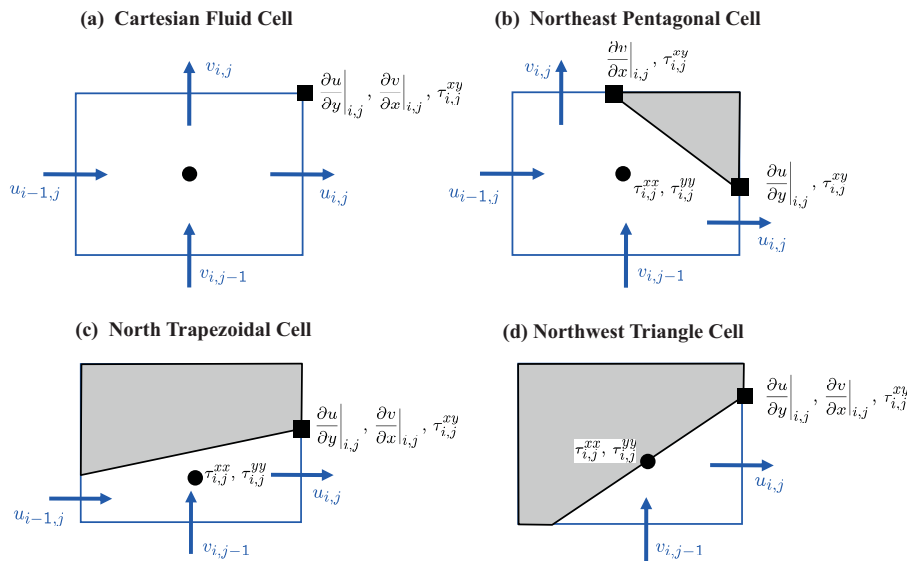 (a) Cartesian Fluid Cell
(b) Northeast Pentagonal Cell
v_{i,j}
∂u/∂y|_{i,j}, ∂v/∂x|_{i,j}, τ^{xy}_{i,j}
u_{i−1,j}
u_{i,j}
v_{i,j−1}
v_{i,j}
∂v/∂x|_{i,j}, τ^{xy}_{i,j}
u_{i−1,j}
τ^{xx}_{i,j}, τ^{yy}_{i,j}
∂u/∂y|_{i,j}, τ^{xy}_{i,j}
u_{i,j}
v_{i,j−1}
(c) North Trapezoidal Cell
(d) Northwest Triangle Cell
∂u/∂y|_{i,j}, ∂v/∂x|_{i,j}, τ^{xy}_{i,j}
τ^{xx}_{i,j}, τ^{yy}_{i,j}
u_{i−1,j}
u_{i,j}
v_{i,j−1}
∂u/∂y|_{i,j}, ∂v/∂x|_{i,j}, τ^{xy}_{i,j}
τ^{xx}_{i,j}, τ^{yy}_{i,j}
u_{i,j}
v_{i,j−1}